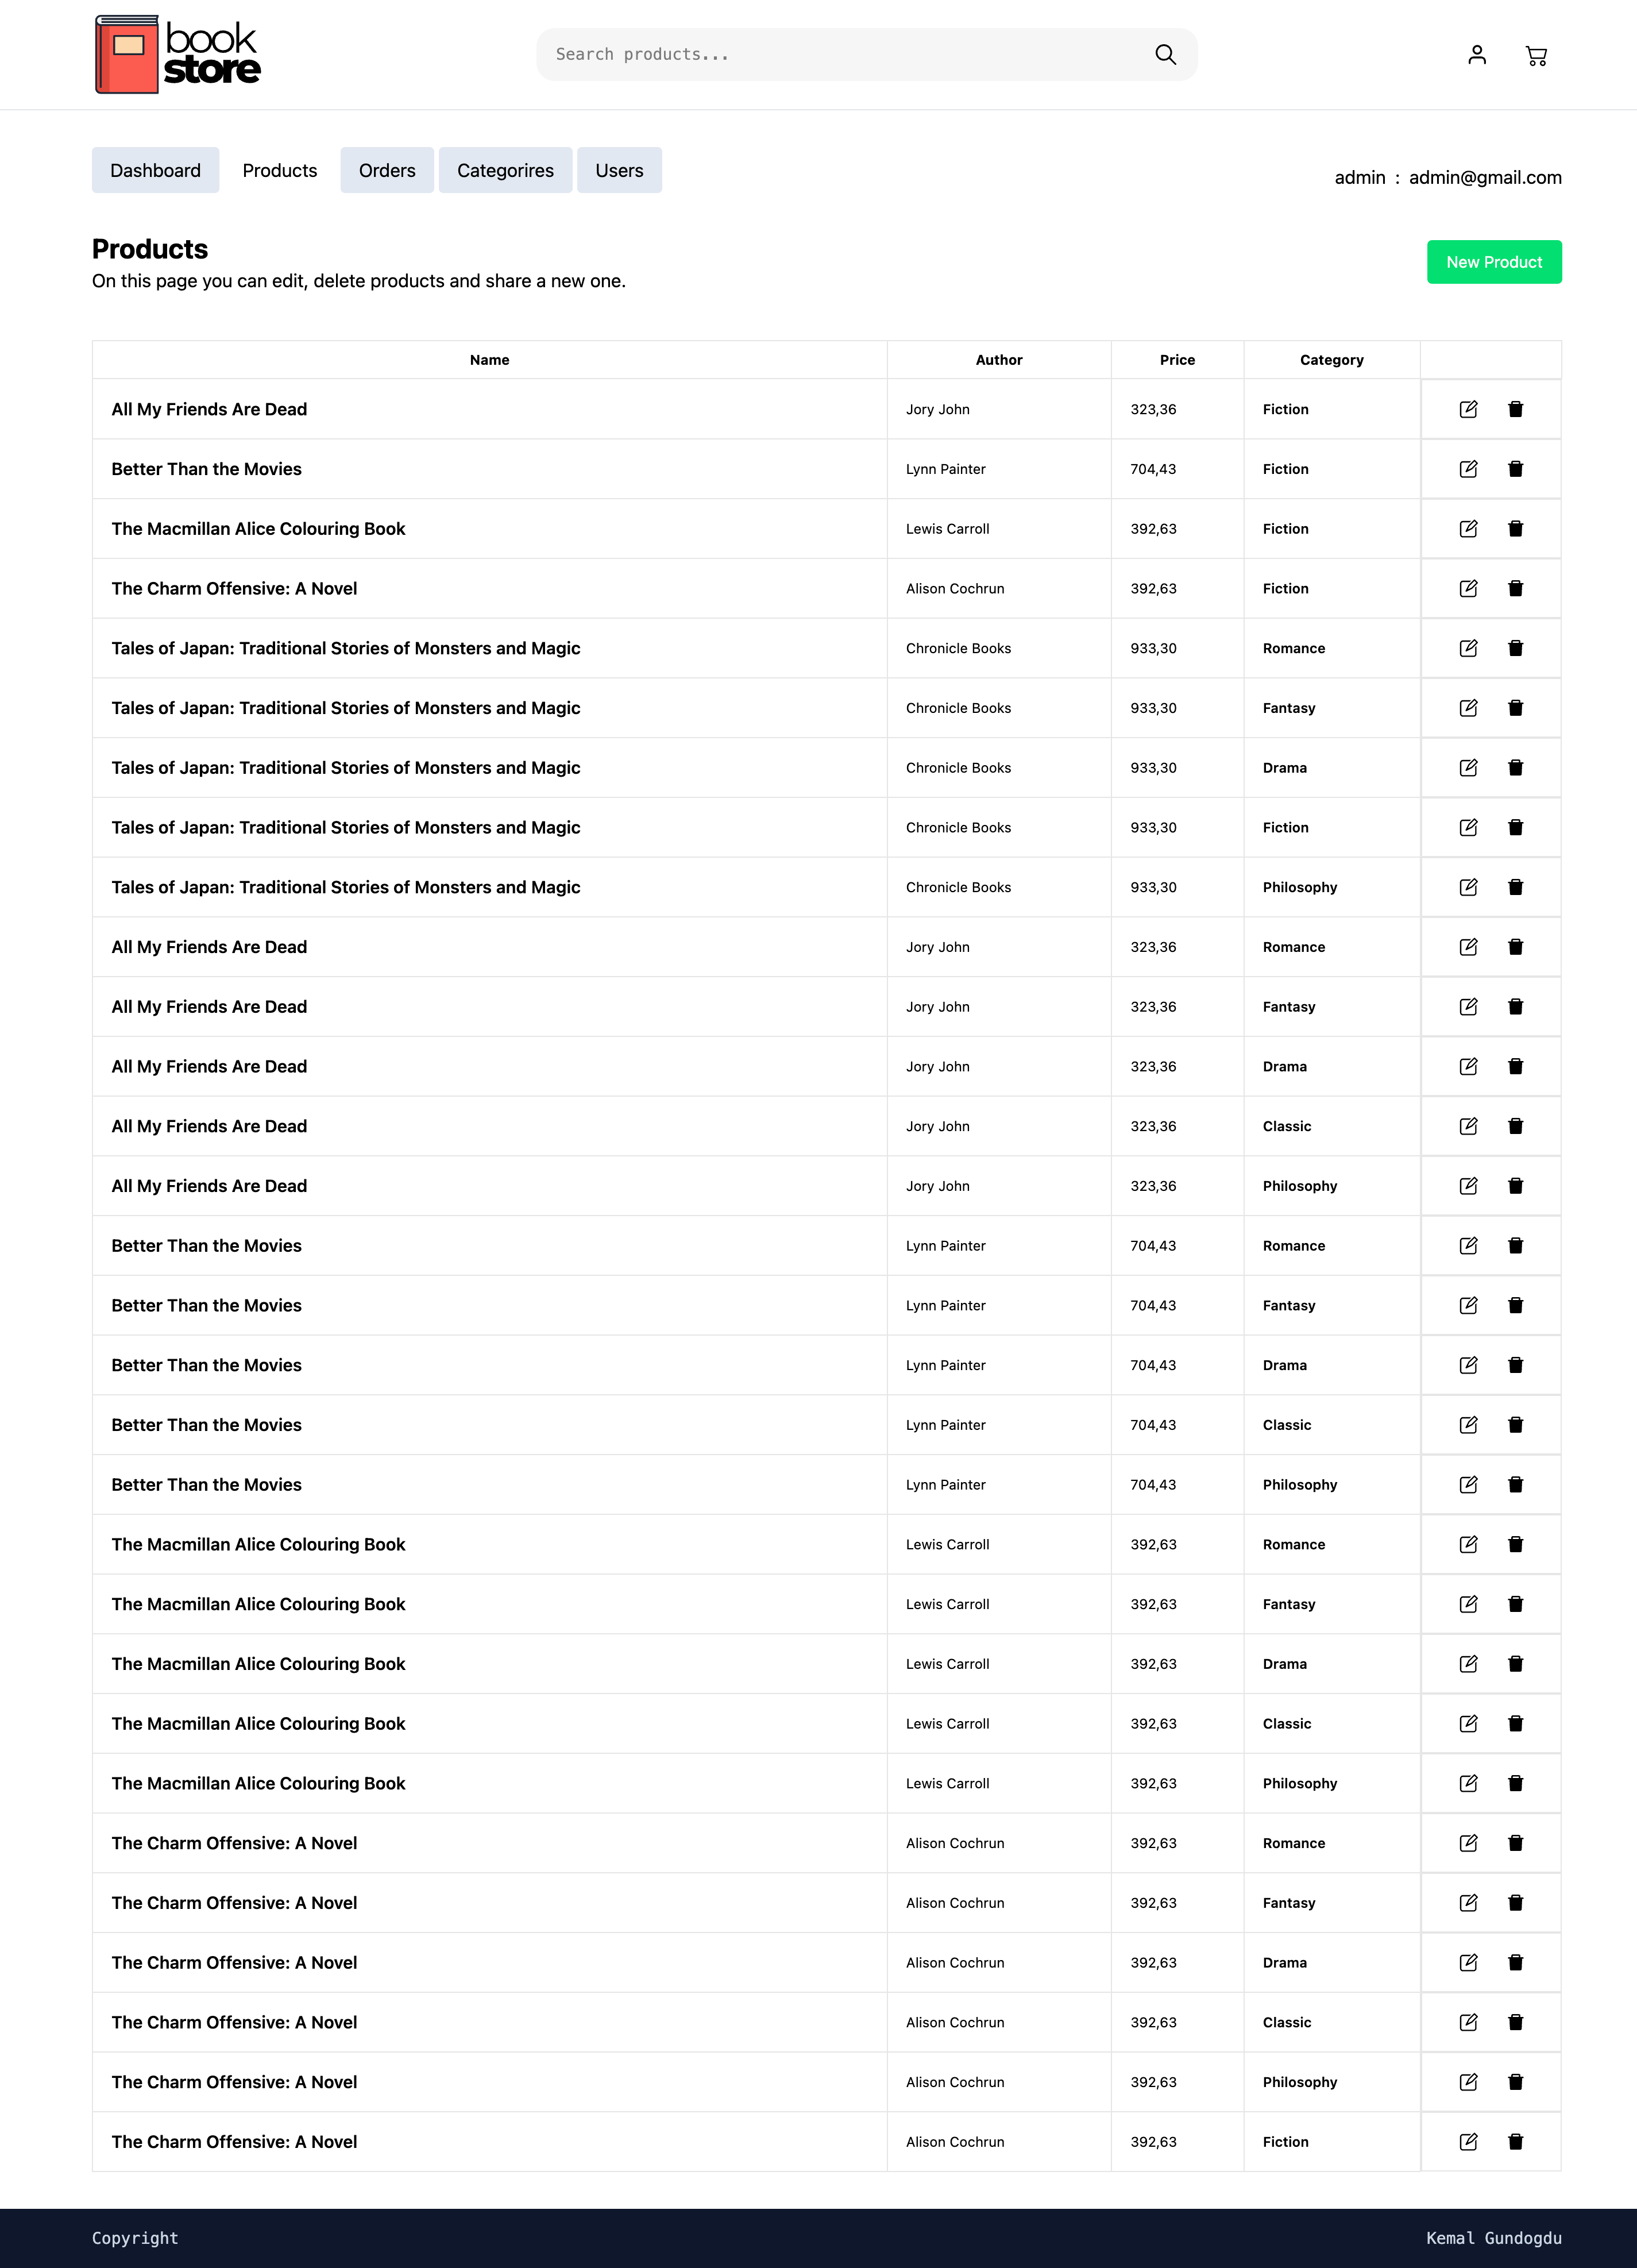 book
store
Search products...
Dashboard Products Orders Categorires Users
admin : admin@gmail.com
Products
On this page you can edit, delete products and share a new one.
New Product
Name Author Price Category
All My Friends Are Dead Jory John 323,36 Fiction
Better Than the Movies Lynn Painter 704,43 Fiction
The Macmillan Alice Colouring Book Lewis Carroll 392,63 Fiction
The Charm Offensive: A Novel Alison Cochrun 392,63 Fiction
Tales of Japan: Traditional Stories of Monsters and Magic Chronicle Books 933,30 Romance
Tales of Japan: Traditional Stories of Monsters and Magic Chronicle Books 933,30 Fantasy
Tales of Japan: Traditional Stories of Monsters and Magic Chronicle Books 933,30 Drama
Tales of Japan: Traditional Stories of Monsters and Magic Chronicle Books 933,30 Fiction
Tales of Japan: Traditional Stories of Monsters and Magic Chronicle Books 933,30 Philosophy
All My Friends Are Dead Jory John 323,36 Romance
All My Friends Are Dead Jory John 323,36 Fantasy
All My Friends Are Dead Jory John 323,36 Drama
All My Friends Are Dead Jory John 323,36 Classic
All My Friends Are Dead Jory John 323,36 Philosophy
Better Than the Movies Lynn Painter 704,43 Romance
Better Than the Movies Lynn Painter 704,43 Fantasy
Better Than the Movies Lynn Painter 704,43 Drama
Better Than the Movies Lynn Painter 704,43 Classic
Better Than the Movies Lynn Painter 704,43 Philosophy
The Macmillan Alice Colouring Book Lewis Carroll 392,63 Romance
The Macmillan Alice Colouring Book Lewis Carroll 392,63 Fantasy
The Macmillan Alice Colouring Book Lewis Carroll 392,63 Drama
The Macmillan Alice Colouring Book Lewis Carroll 392,63 Classic
The Macmillan Alice Colouring Book Lewis Carroll 392,63 Philosophy
The Charm Offensive: A Novel Alison Cochrun 392,63 Romance
The Charm Offensive: A Novel Alison Cochrun 392,63 Fantasy
The Charm Offensive: A Novel Alison Cochrun 392,63 Drama
The Charm Offensive: A Novel Alison Cochrun 392,63 Classic
The Charm Offensive: A Novel Alison Cochrun 392,63 Philosophy
The Charm Offensive: A Novel Alison Cochrun 392,63 Fiction
Copyright Kemal Gundogdu